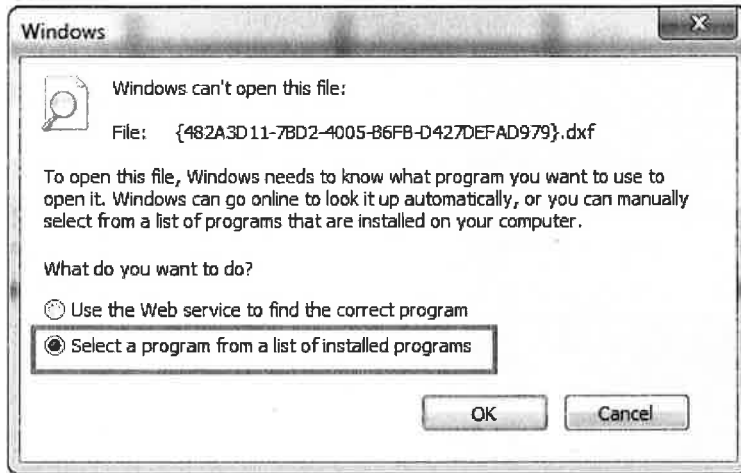 Windows
Windows can't open this file:
File: {482A3D11-7BD2-4005-B6FB-D427DEFAD979}.dxf
To open this file, Windows needs to know what program you want to use to
open it. Windows can go online to look it up automatically, or you can manually
select from a list of programs that are installed on your computer.
What do you want to do?
Use the Web service to find the correct program
Select a program from a list of installed programs
OK
Cancel